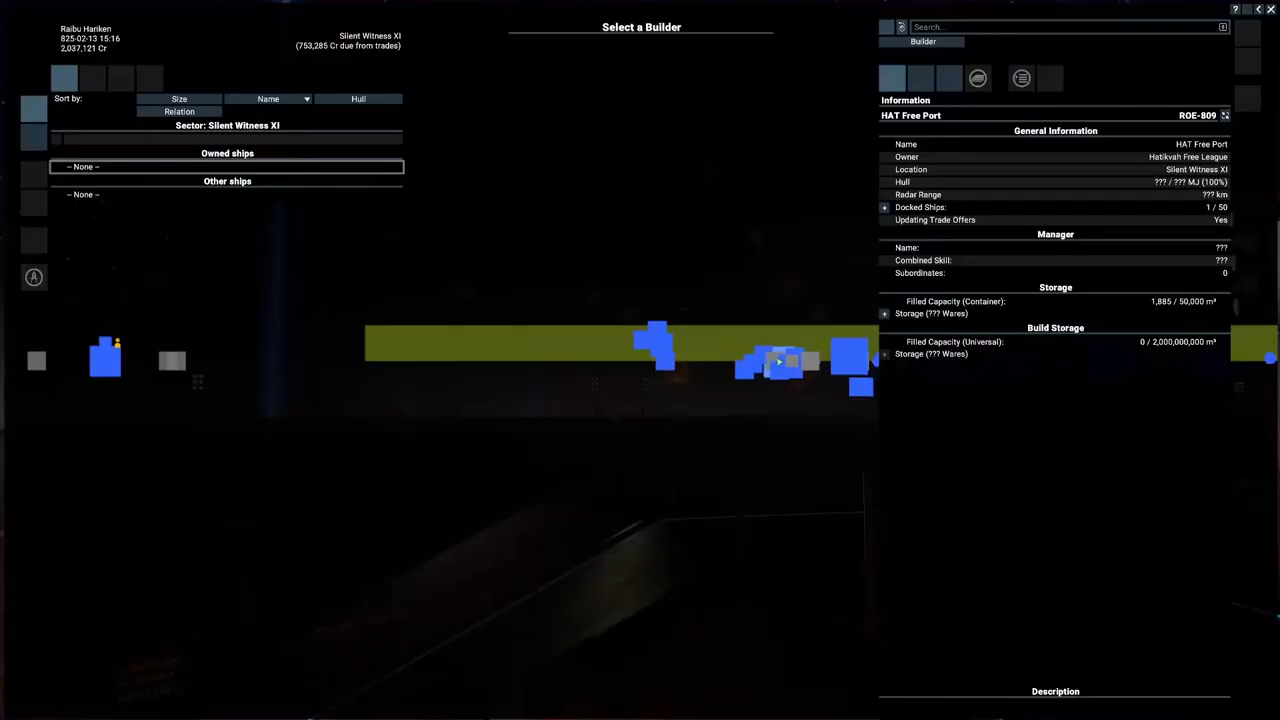 Raibu Hariken
825-02-13 15:16
2,037,121 Cr
Silent Witness XI
(753,285 Cr due from trades)
Sort by:
Size
Name
Hull
Relation
Sector: Silent Witness XI
Owned ships
-- None --
Other ships
-- None --
Select a Builder
?
Search...
Builder
Information
HAT Free Port ROE-809
General Information
Name HAT Free Port
Owner Hatikvah Free League
Location Silent Witness XI
Hull ??? / ??? MJ (100%)
Radar Range ??? km
+ Docked Ships: 1 / 50
Updating Trade Offers Yes
Manager
Name: ???
Combined Skill: ???
Subordinates: 0
Storage
Filled Capacity (Container): 1,885 / 50,000 m³
+ Storage (??? Wares)
Build Storage
Filled Capacity (Universal): 0 / 2,000,000,000 m³
+ Storage (??? Wares)
Description